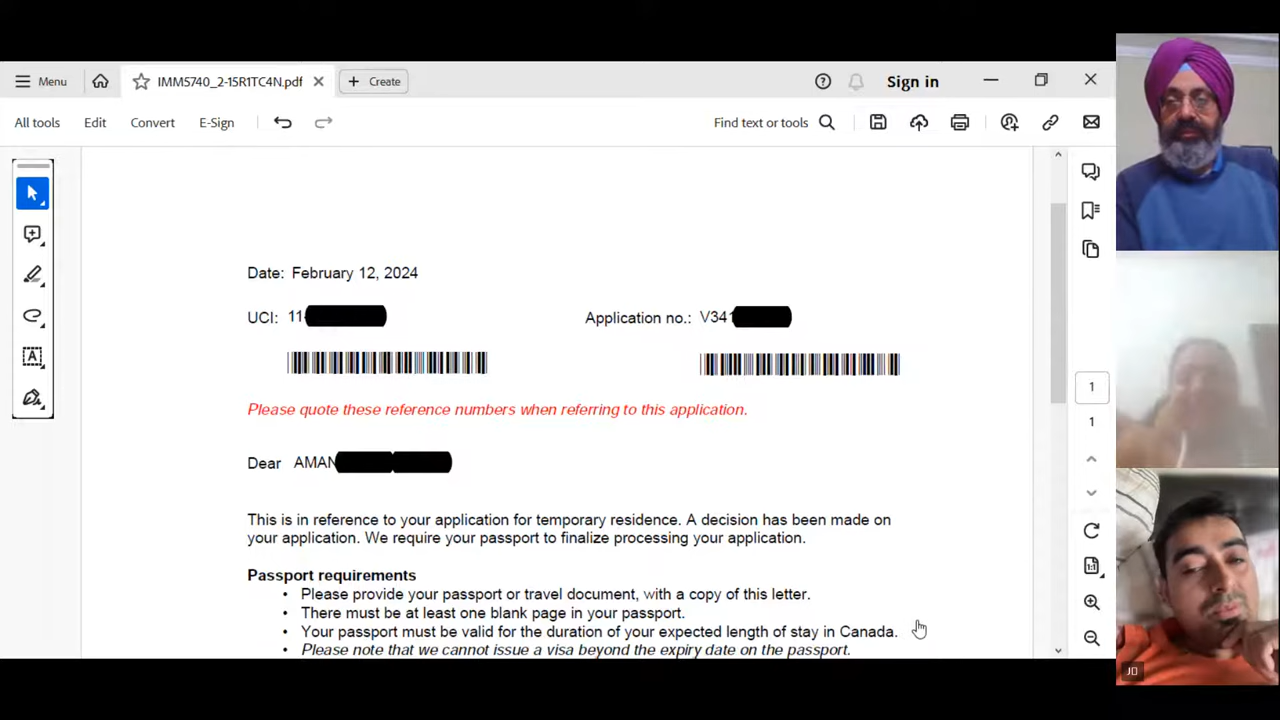 Menu
IMM5740_2-15R1TC4N.pdf
Create
Sign in
All tools
Edit
Convert
E-Sign
Find text or tools
Date: February 12, 2024
UCI: 11
Application no.: V341
Please quote these reference numbers when referring to this application.
Dear AMAN
This is in reference to your application for temporary residence. A decision has been made on
your application. We require your passport to finalize processing your application.
Passport requirements
• Please provide your passport or travel document, with a copy of this letter.
• There must be at least one blank page in your passport.
• Your passport must be valid for the duration of your expected length of stay in Canada.
• Please note that we cannot issue a visa beyond the expiry date on the passport.
1
1
1:1
JO